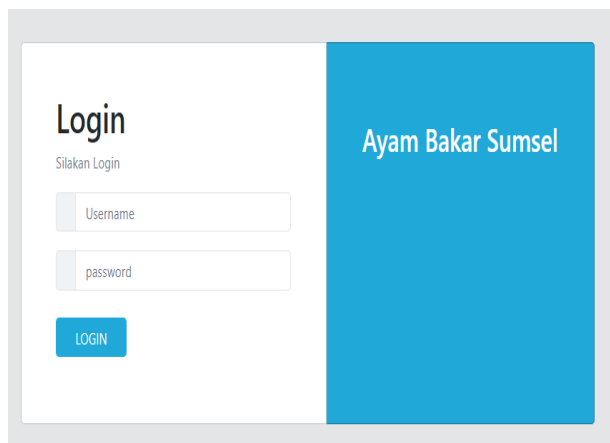 Login
Silakan Login
Username
password
LOGIN
Ayam Bakar Sumsel